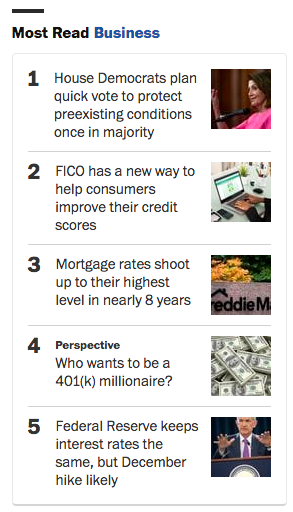 Most Read Business
1
House Democrats plan
quick vote to protect
preexisting conditions
once in majority
2
FICO has a new way to
help consumers
improve their credit
scores
3
Mortgage rates shoot
up to their highest
level in nearly 8 years
reddie Ma
4
Perspective
Who wants to be a
401(k) millionaire?
5
Federal Reserve keeps
interest rates the
same, but December
hike likely